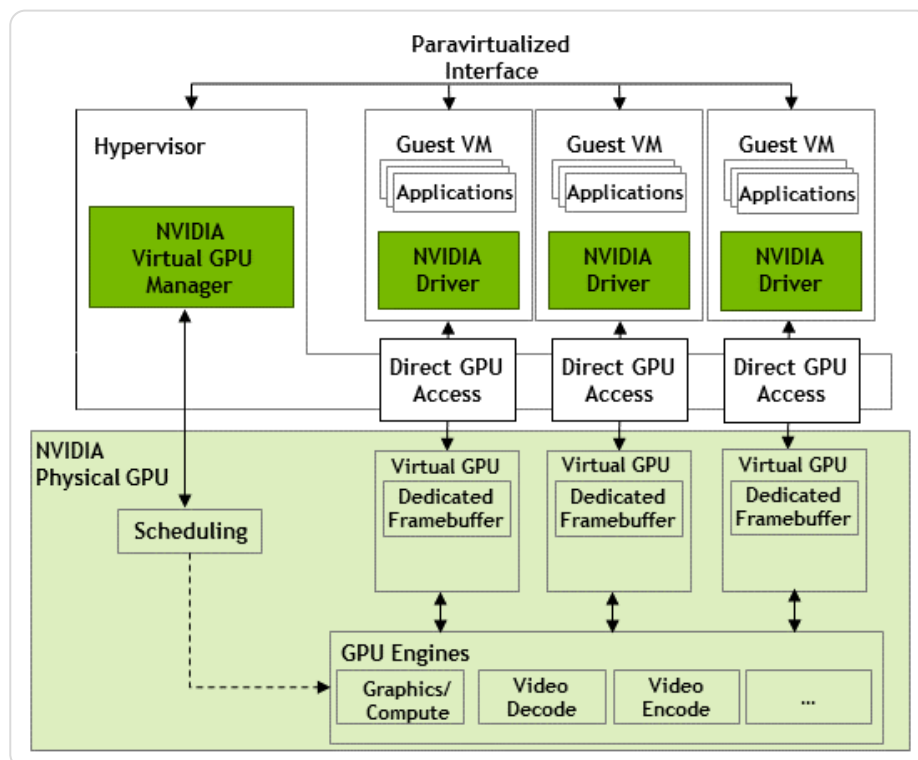 Paravirtualized
Interface
Hypervisor
NVIDIA
Virtual GPU
Manager
Guest VM
Applications
NVIDIA
Driver
Guest VM
Applications
NVIDIA
Driver
Guest VM
Applications
NVIDIA
Driver
Direct GPU
Access
Direct GPU
Access
Direct GPU
Access
NVIDIA
Physical GPU
Scheduling
Virtual GPU
Dedicated
Framebuffer
Virtual GPU
Dedicated
Framebuffer
Virtual GPU
Dedicated
Framebuffer
GPU Engines
Graphics/
Compute
Video
Decode
Video
Encode
...